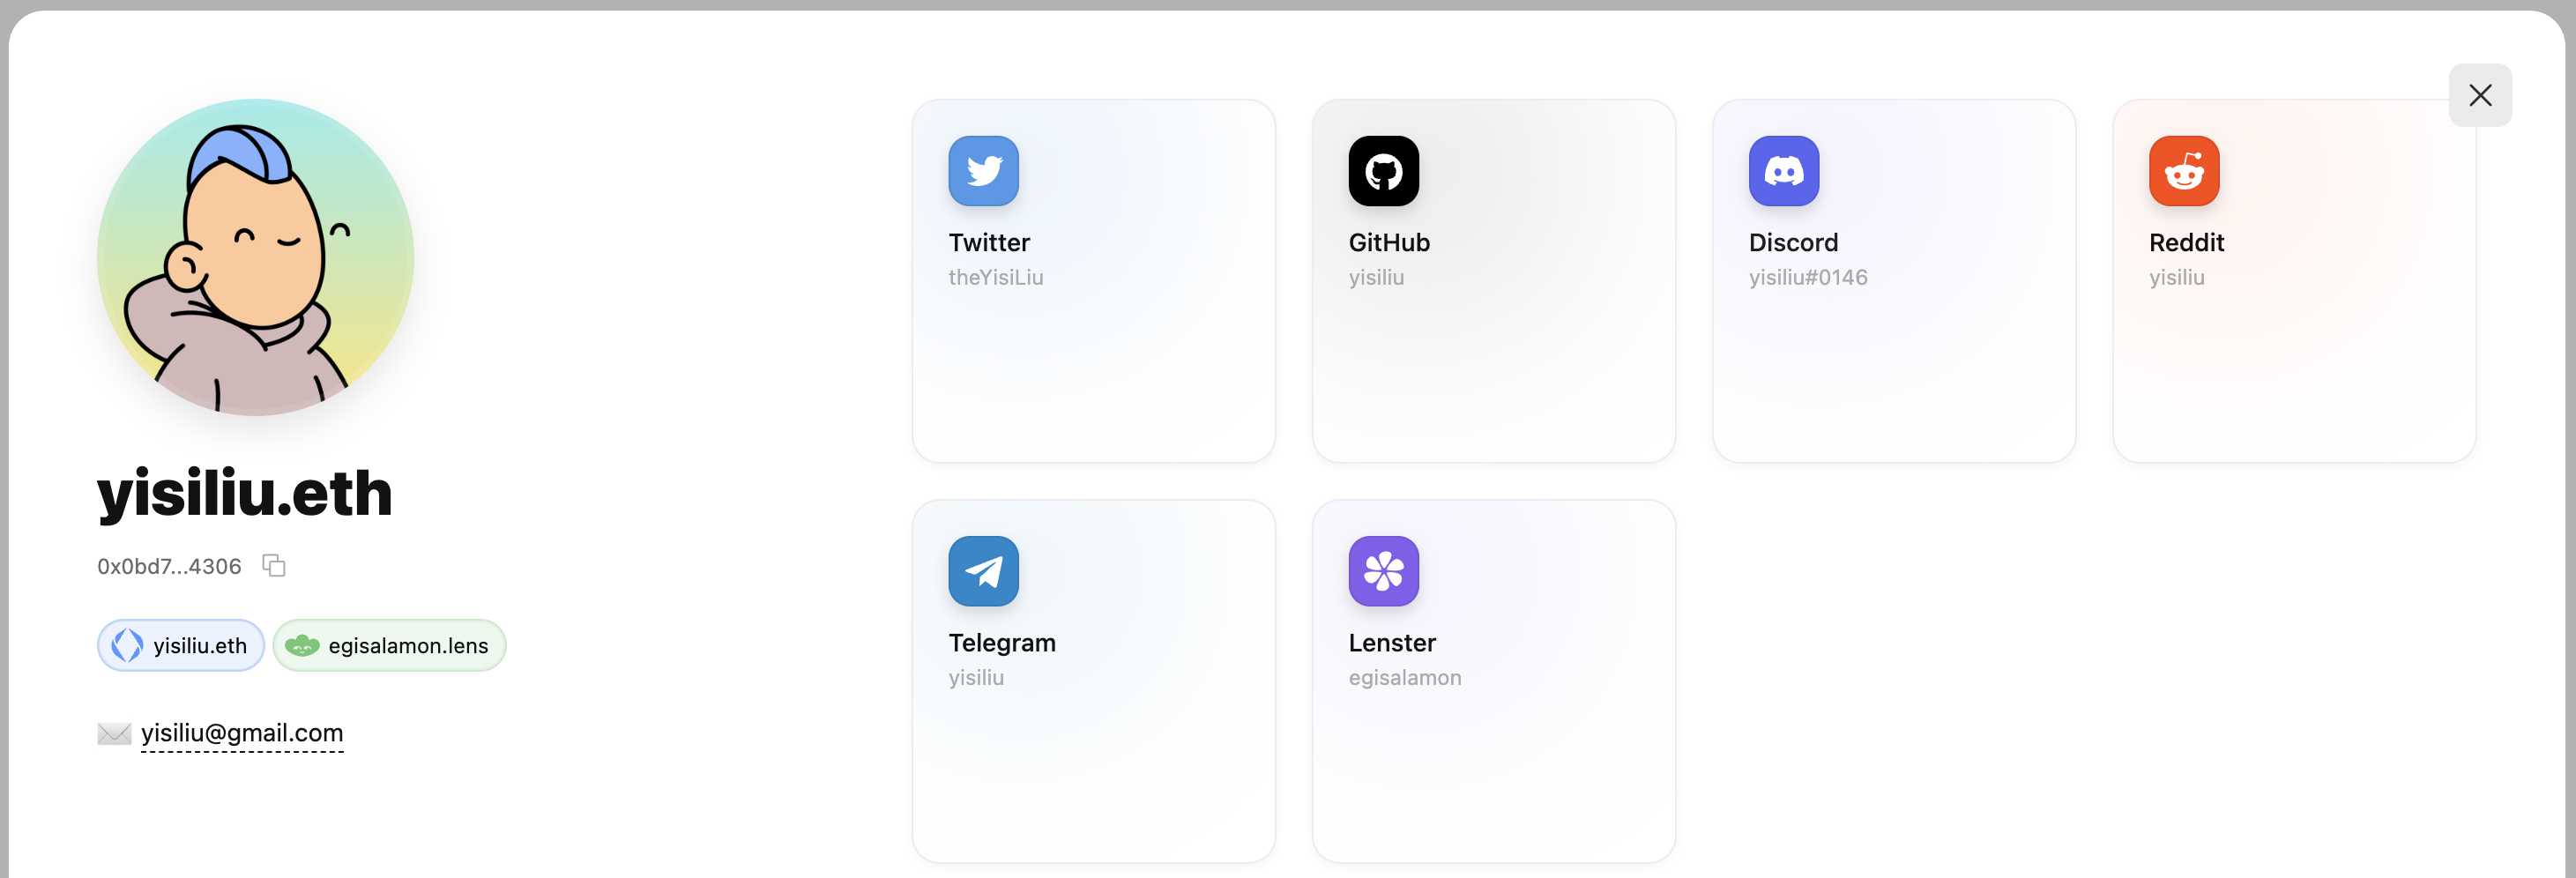 yisiliu.eth
0x0bd7...4306
yisiliu.eth
egisalamon.lens
yisiliu@gmail.com
Twitter
theYisiLiu
GitHub
yisiliu
Discord
yisiliu#0146
Reddit
yisiliu
Telegram
yisiliu
Lenster
egisalamon